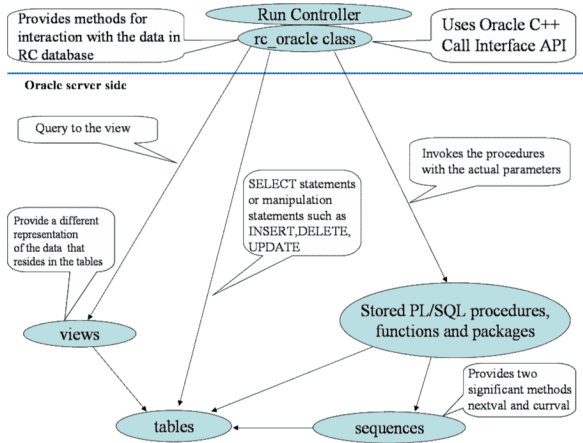 Provides methods for
interaction with the data in
RC database
Run Controller
rc_oracle class
Uses Oracle C++
Call Interface API
Oracle server side
Query to the view
Invokes the procedures
with the actual parameters
SELECT statements
or manipulation
statements such as
INSERT,DELETE,
UPDATE
Provide a different
representation
of the data that
resides in the tables
views
Stored PL/SQL procedures,
functions and packages
Provides two
significant methods
nextval and currval
tables
sequences